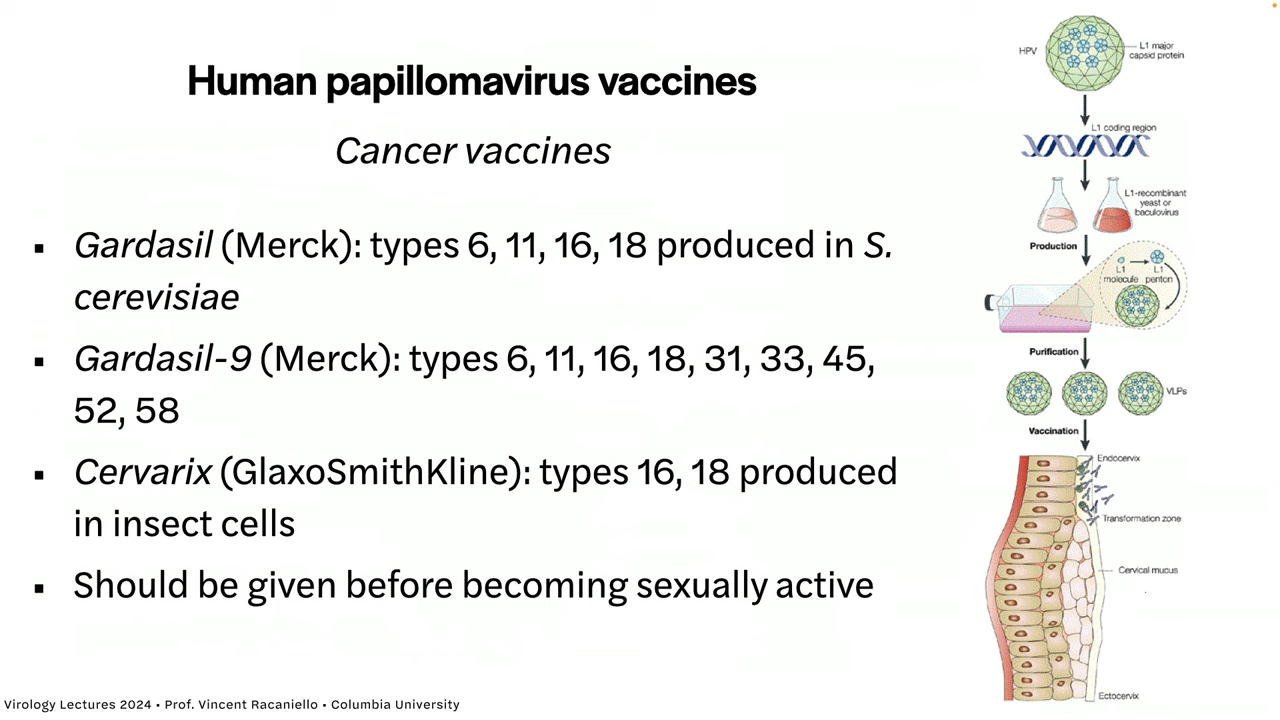 Human papillomavirus vaccines
Cancer vaccines
▪ Gardasil (Merck): types 6, 11, 16, 18 produced in S.
cerevisiae
▪ Gardasil-9 (Merck): types 6, 11, 16, 18, 31, 33, 45,
52, 58
▪ Cervarix (GlaxoSmithKline): types 16, 18 produced
in insect cells
▪ Should be given before becoming sexually active
Virology Lectures 2024 • Prof. Vincent Racaniello • Columbia University
HPV
L1 major
capsid protein
L1 coding region
L1-recombinant
yeast or
baculovirus
Production
L1 L1
molecule penton
Purification
VLPs
Vaccination
Endocervix
Transformation zone
Cervical mucus
Ectocervix